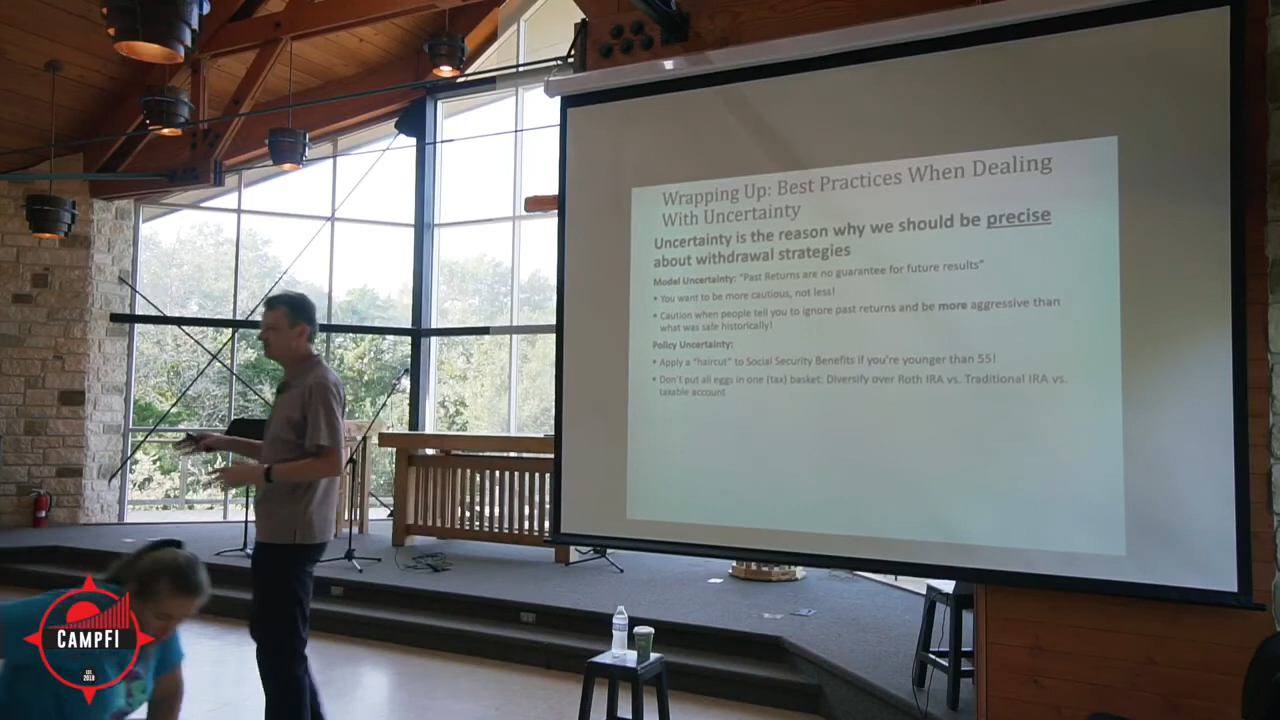 Wrapping Up: Best Practices When Dealing
With Uncertainty
Uncertainty is the reason why we should be precise
about withdrawal strategies
Model Uncertainty: "Past Returns are no guarantee for future results"
• You want to be more cautious, not less!
• Caution when people tell you to ignore past returns and be more aggressive than
what was safe historically!
Policy Uncertainty:
• Apply a "haircut" to Social Security Benefits if you're younger than 55!
• Don't put all eggs in one (tax) basket: Diversify over Roth IRA vs. Traditional IRA vs.
taxable account
CAMPFI
EST.
2018